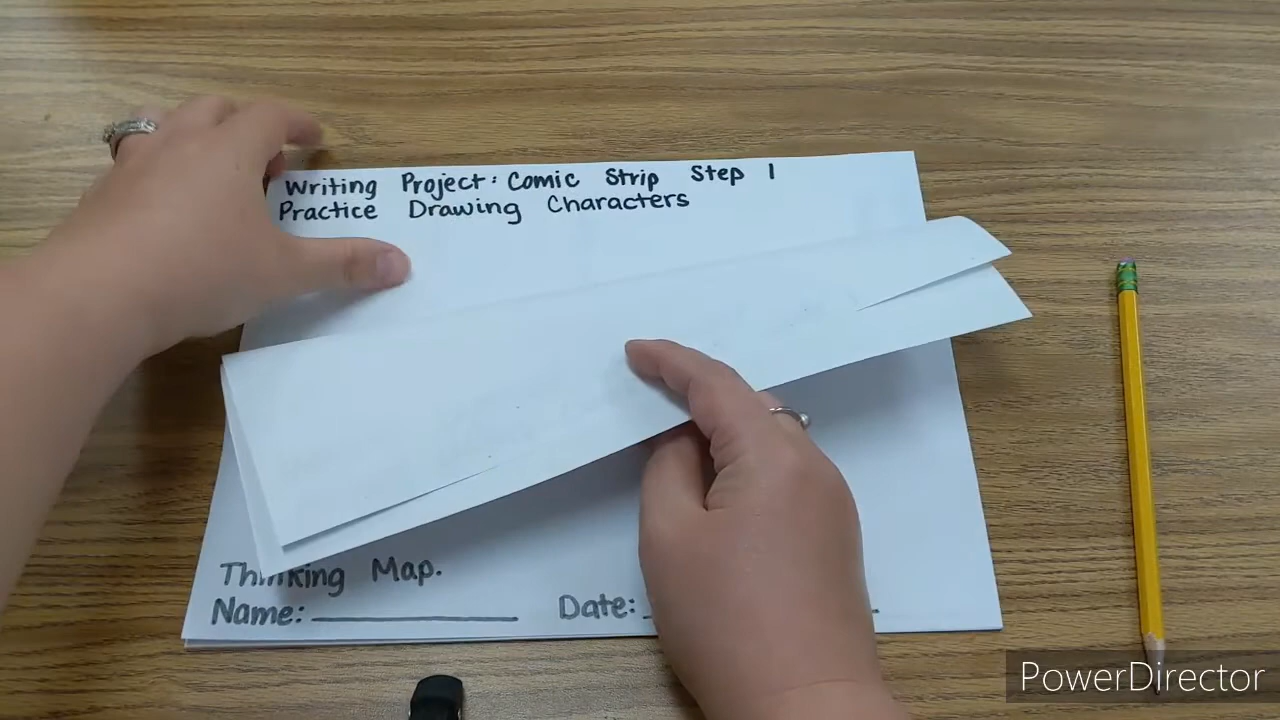 Writing Project: Comic Strip Step 1
Practice Drawing Characters
Thinking Map.
Name: Date:
PowerDirector